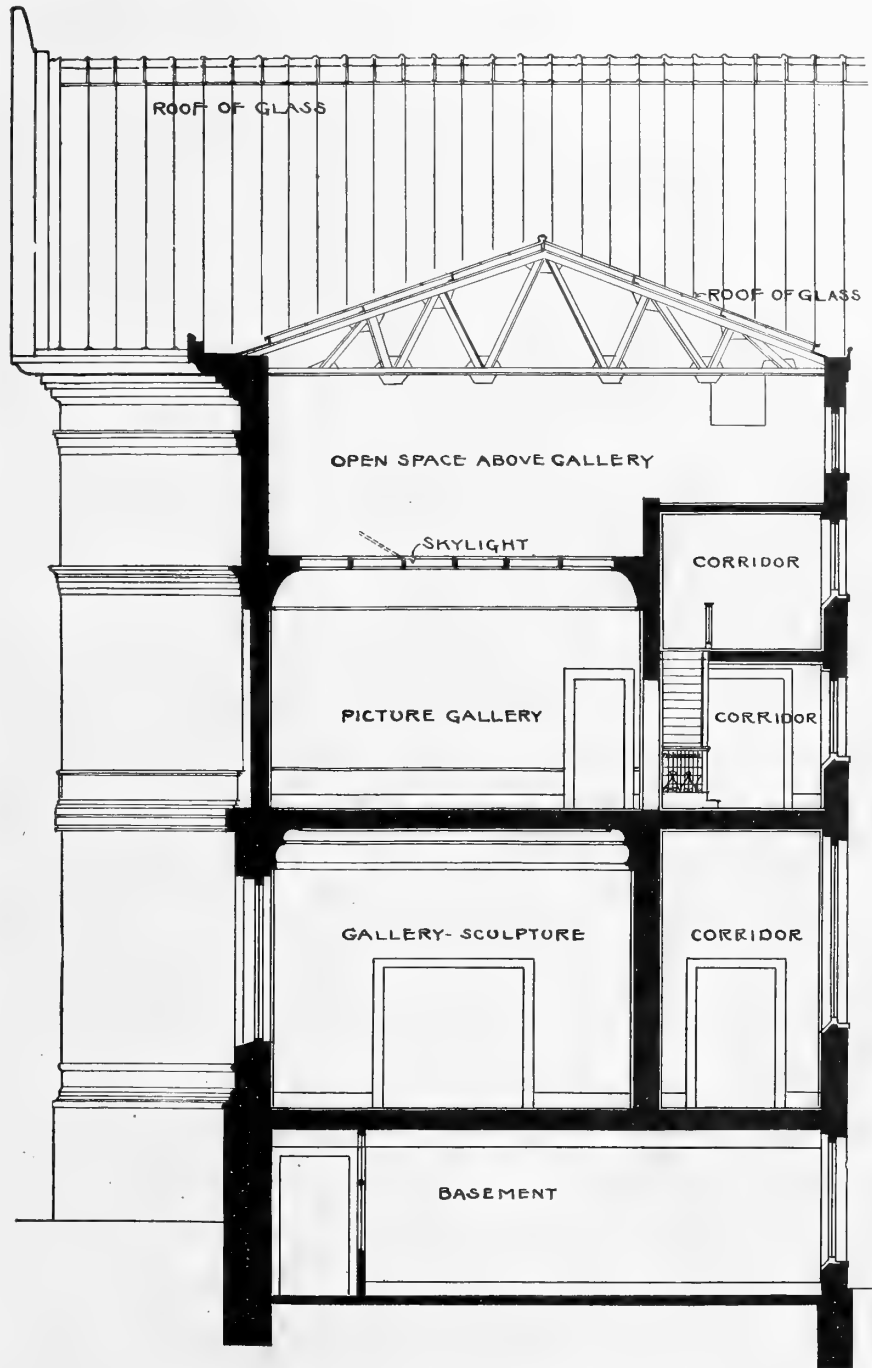 ROOF OF GLASS
ROOF OF GLASS
OPEN SPACE ABOVE GALLERY
SKYLIGHT
CORRIDOR
PICTURE GALLERY
CORRIDOR
GALLERY-SCULPTURE
CORRIDOR
BASEMENT